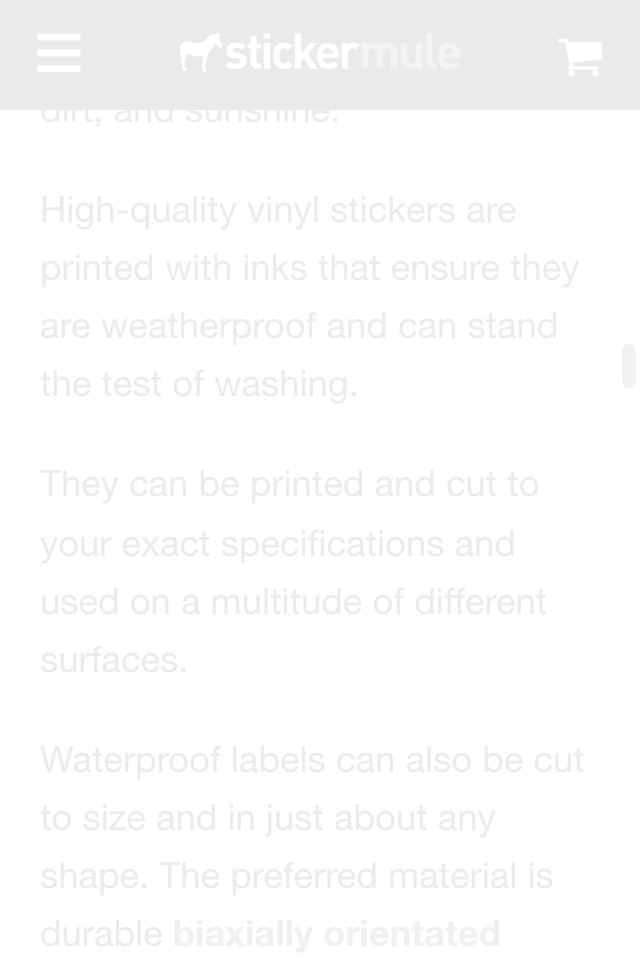 stickermule
dirt, and sunshine.
High-quality vinyl stickers are
printed with inks that ensure they
are weatherproof and can stand
the test of washing.
They can be printed and cut to
your exact specifications and
used on a multitude of different
surfaces.
Waterproof labels can also be cut
to size and in just about any
shape. The preferred material is
durable biaxially orientated